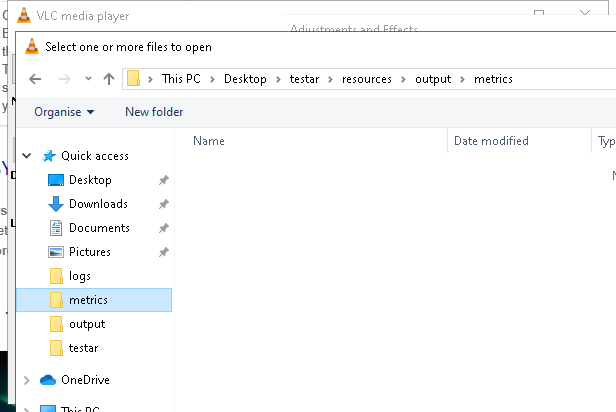 VLC media player
Adjustments and Effects
Select one or more files to open
This PC > Desktop > testar > resources > output > metrics
Organise New folder
Name Date modified Typ
Quick access
Desktop
Downloads
Documents
Pictures
logs
metrics
output
testar
OneDrive
This PC